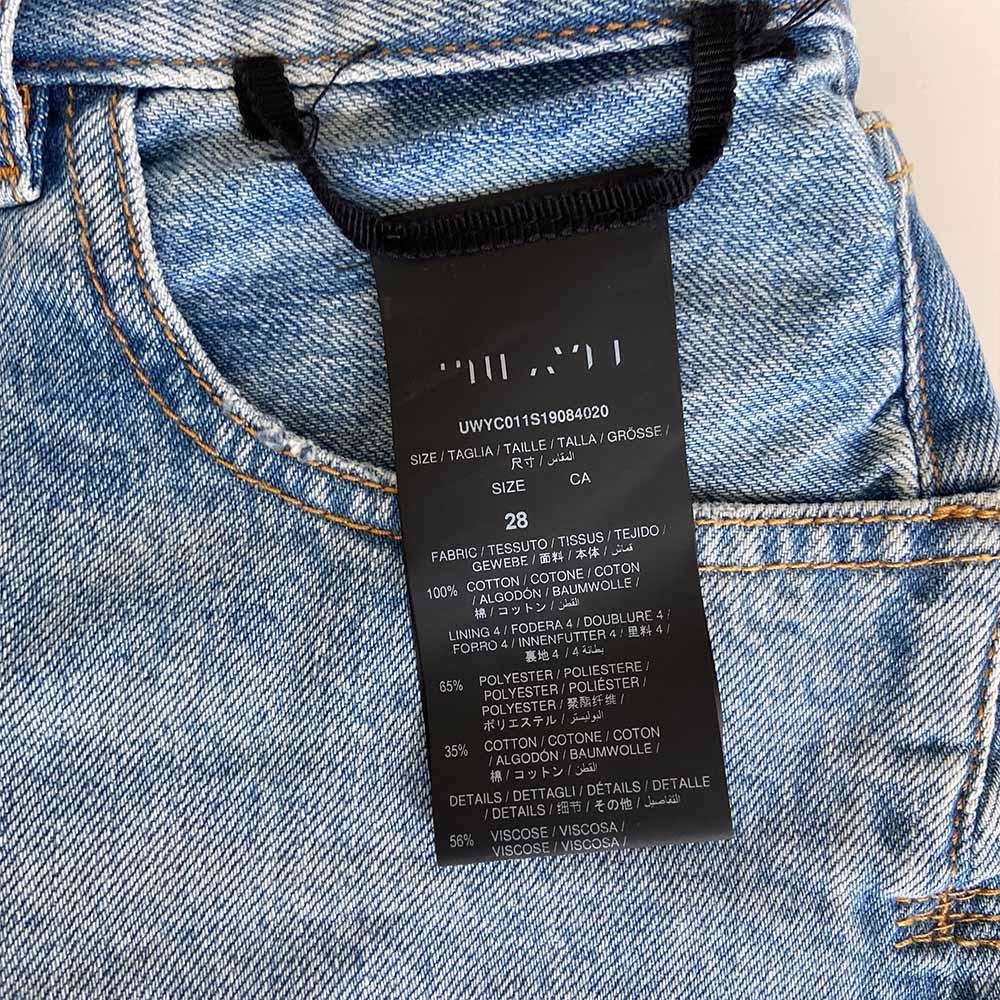 UWYC011S19084020
SIZE / TAGLIA / TAILLE / TALLA / GRÖSSE /
尺寸 / المقاس
SIZE CA
28
FABRIC / TESSUTO / TISSUS / TEJIDO /
GEWEBE / 面料 / 本体 / قماش
100% COTTON / COTONE / COTON
/ ALGODÓN / BAUMWOLLE /
棉 / コットン / القطن
LINING 4 / FODERA 4 / DOUBLURE 4 /
FORRO 4 / INNENFUTTER 4 / 里料 4 /
裏地 4 / بطانة 4
65% POLYESTER / POLIESTERE /
POLYESTER / POLIÉSTER /
POLYESTER / 聚酯纤维 /
ポリエステル / البوليستر
35% COTTON / COTONE / COTON
/ ALGODÓN / BAUMWOLLE /
棉 / コットン / القطن
DETAILS / DETTAGLI / DÉTAILS / DETALLE
/ DETAILS / 细节 / その他 / التفاصيل
56% VISCOSE / VISCOSA /
VISCOSE / VISCOSA /